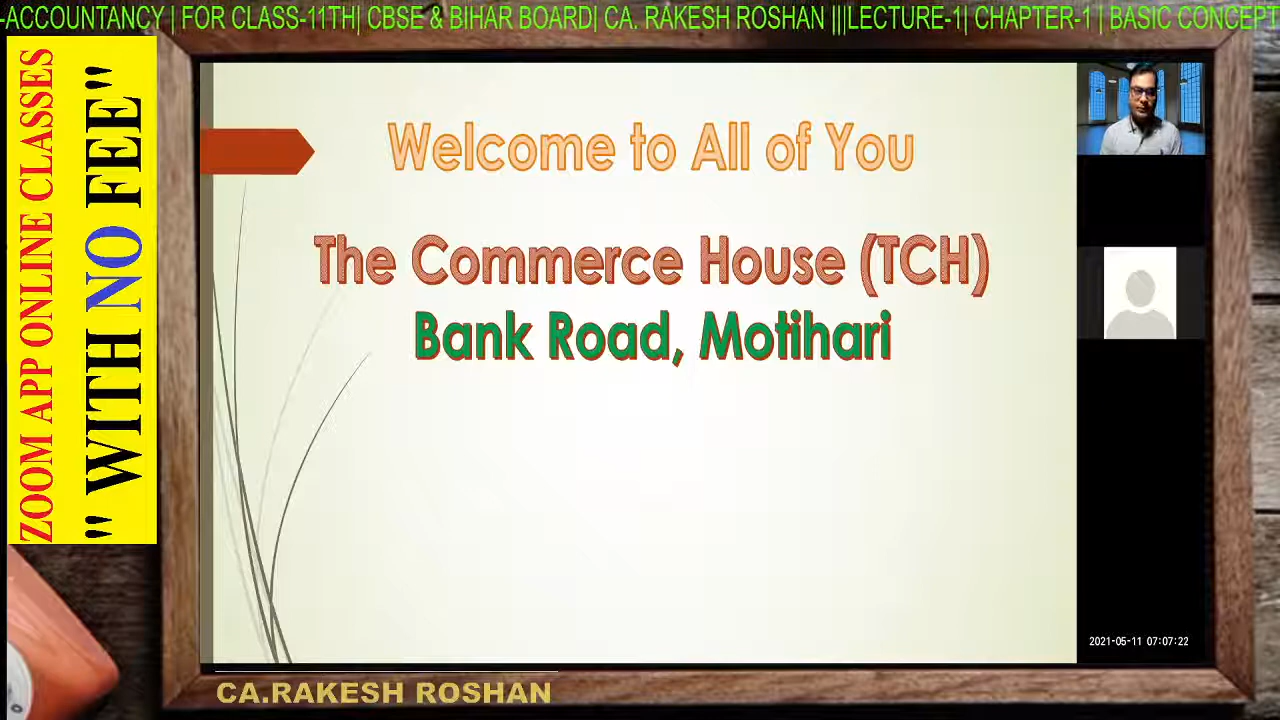 -ACCOUNTANCY | FOR CLASS-11TH| CBSE & BIHAR BOARD| CA. RAKESH ROSHAN |||LECTURE-1| CHAPTER-1 | BASIC CONCEPT
ZOOM APP ONLINE CLASSES
" WITH NO FEE"
Welcome to All of You
The Commerce House (TCH)
Bank Road, Motihari
2021-05-11 07:07:22
CA.RAKESH ROSHAN